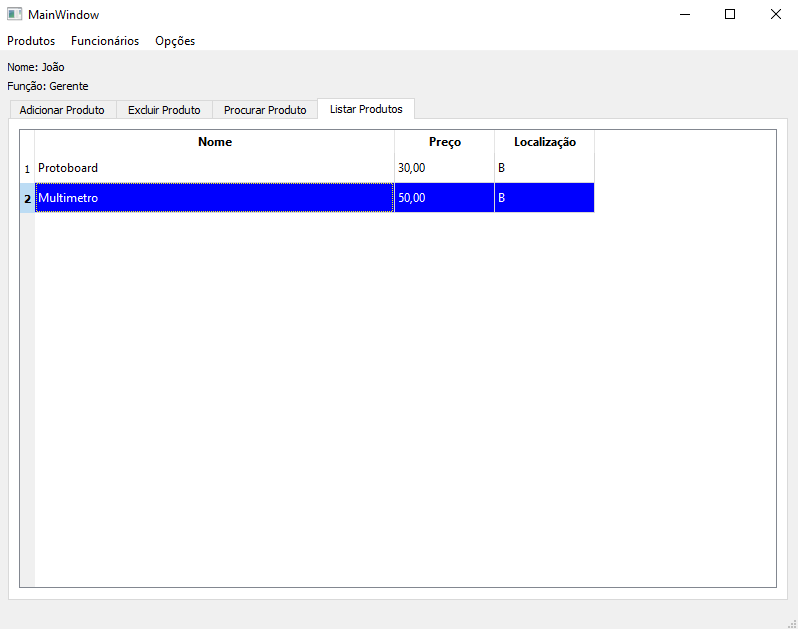 MainWindow
Produtos Funcionários Opções
Nome: João
Função: Gerente
Adicionar Produto Excluir Produto Procurar Produto Listar Produtos
Nome Preço Localização
1 Protoboard 30,00 B
2 Multimetro 50,00 B